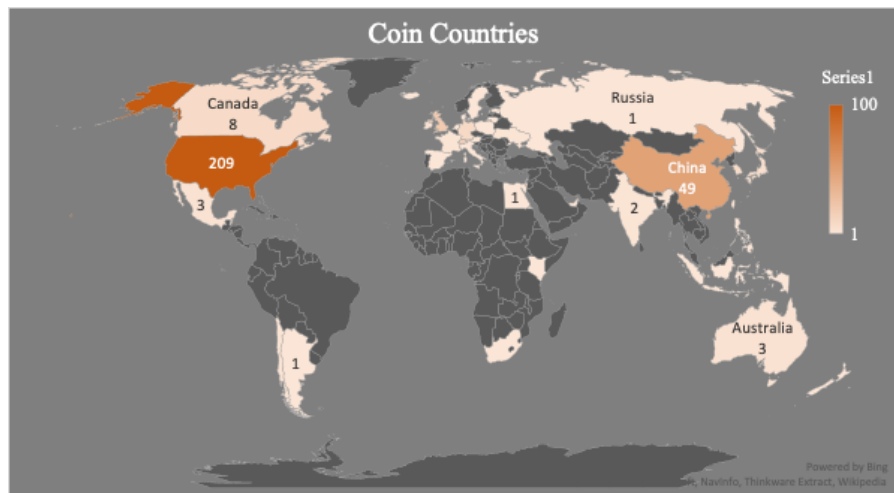 Coin Countries
Series1
100
1
Canada
8
Russia
1
209
China
49
3
1
2
Australia
3
1
Powered by Bing
NavInfo, Thinkware Extract, Wikipedia